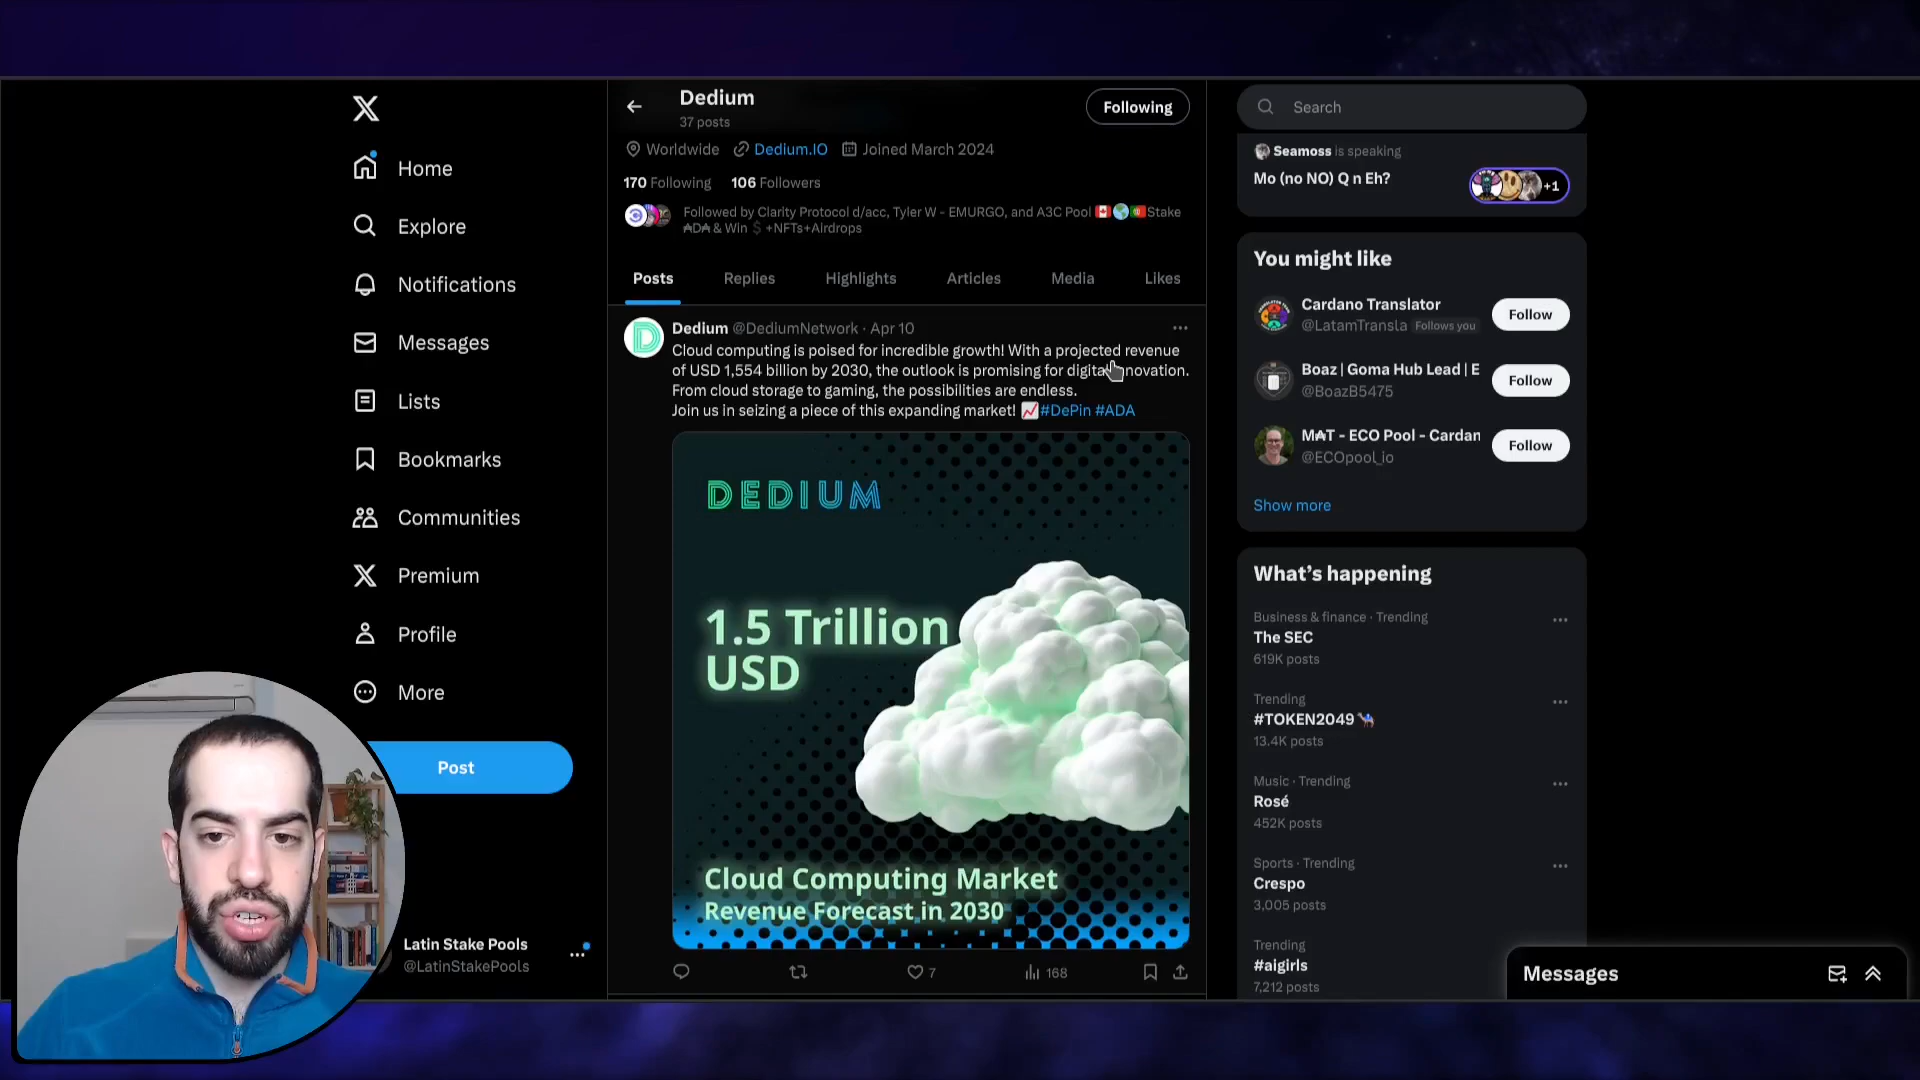 Home
Explore
Notifications
Messages
Lists
Bookmarks
Communities
Premium
Profile
More
Post
Latin Stake Pools
@LatinStakePools
Dedium
37 posts
Following
Worldwide Dedium.IO Joined March 2024
170 Following 106 Followers
Followed by Clarity Protocol d/acc, Tyler W - EMURGO, and A3C Pool 🇨🇦🌎🇵🇹Stake
₳D₳ & Win $ +NFTs+Airdrops
Posts Replies Highlights Articles Media Likes
Dedium @DediumNetwork · Apr 10
Cloud computing is poised for incredible growth! With a projected revenue
of USD 1,554 billion by 2030, the outlook is promising for digital innovation.
From cloud storage to gaming, the possibilities are endless.
Join us in seizing a piece of this expanding market! 📈#DePin #ADA
DEDIUM
1.5 Trillion
USD
Cloud Computing Market
Revenue Forecast in 2030
7 168
Search
Seamoss is speaking
Mo (no NO) Q n Eh?
+1
You might like
Cardano Translator
@LatamTransla Follows you
Follow
Boaz | Goma Hub Lead | E
@BoazB5475
Follow
M₳T - ECO Pool - Cardan
@ECOpool_io
Follow
Show more
What's happening
Business & finance · Trending
The SEC
619K posts
Trending
#TOKEN2049 🐫
13.4K posts
Music · Trending
Rosé
452K posts
Sports · Trending
Crespo
3,005 posts
Trending
#aigirls
7,212 posts
Messages